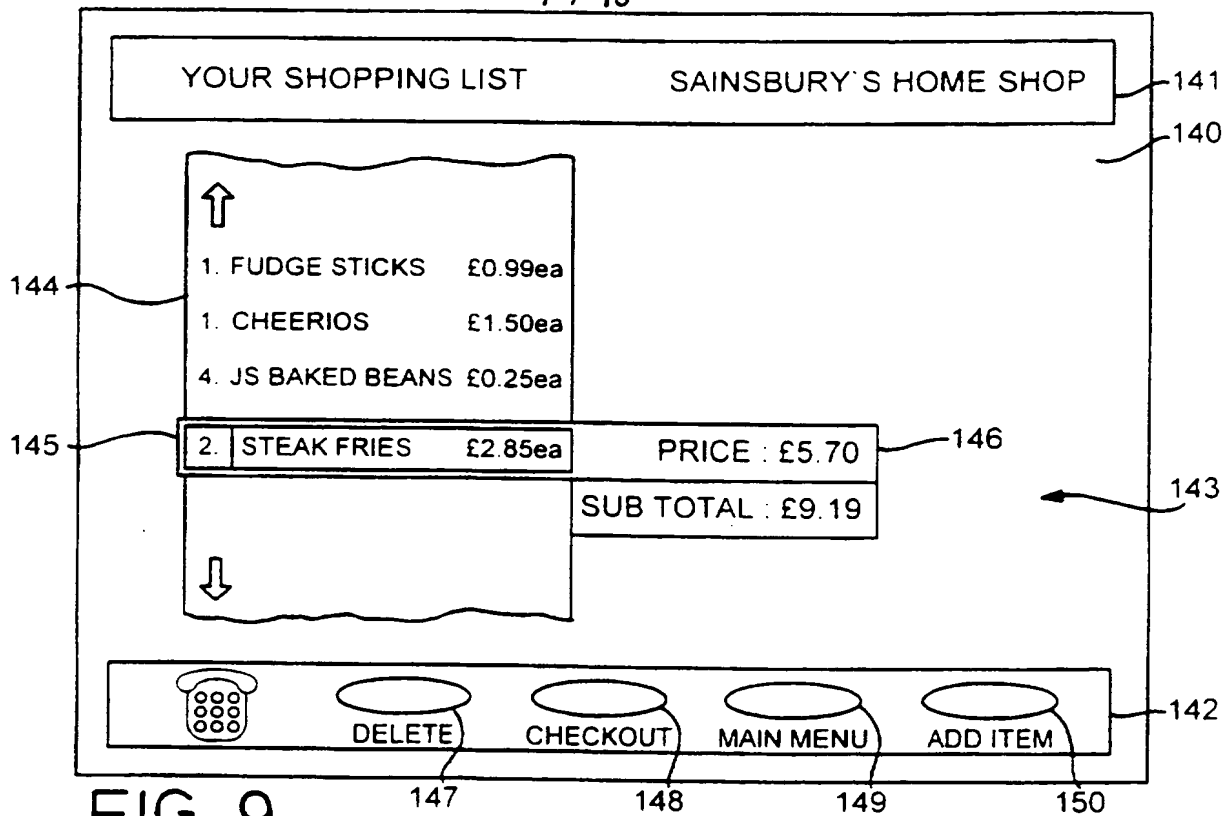 YOUR SHOPPING LIST SAINSBURY`S HOME SHOP
141
140
1. FUDGE STICKS £0.99ea
144
1. CHEERIOS £1.50ea
4. JS BAKED BEANS £0.25ea
145
2. STEAK FRIES £2.85ea PRICE : £5.70
146
143
SUB TOTAL : £9.19
142
DELETE CHECKOUT MAIN MENU ADD ITEM
FIG. 9
147 148 149 150